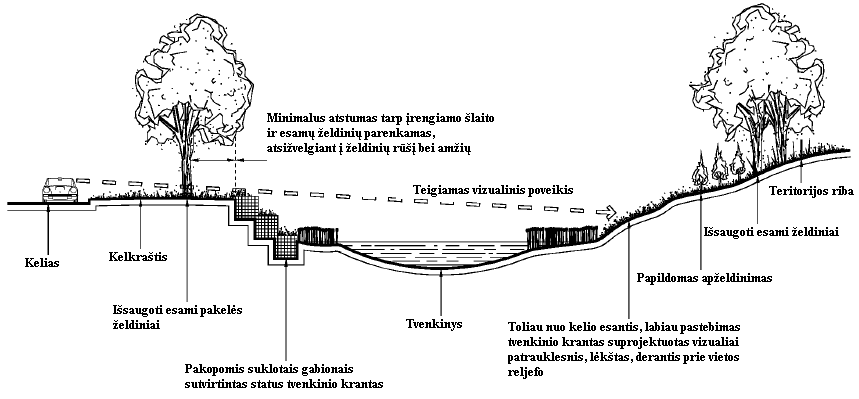 Minimalus atstumas tarp įrengiamo šlaito
ir esamų želdinių parenkamas,
atsižvelgiant į želdinių rūšį bei amžių
Teigiamas vizualinis poveikis
Teritorijos riba
Išsaugoti esami želdiniai
Kelkraštis
Kelias
Papildomas apželdinimas
Išsaugoti esami pakelės
želdiniai
Tvenkinys
Toliau nuo kelio esantis, labiau pastebimas
tvenkinio krantas suprojektuotas vizualiai
patrauklesnis, lėkštas, derantis prie vietos
reljefo
Pakopomis suklotais gabionais
sutvirtintas status tvenkinio krantas